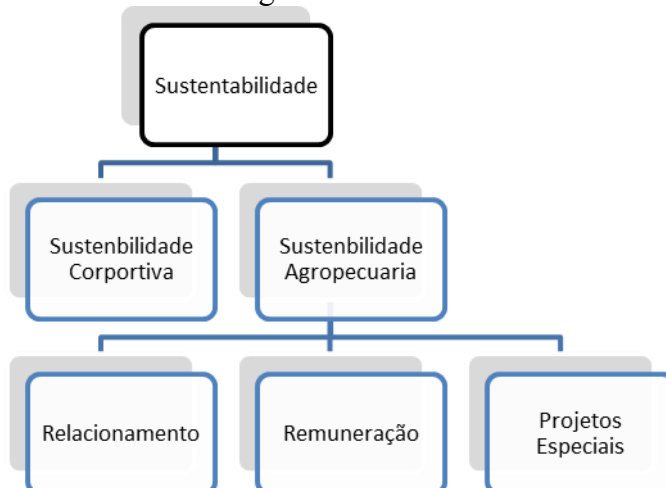 Sustentabilidade
Sustenbilidade
Corportiva
Sustenbilidade
Agropecuaria
Relacionamento
Remuneração
Projetos
Especiais